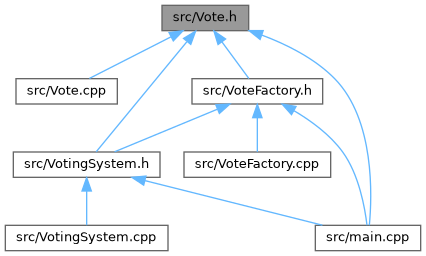 src/Vote.h
src/Vote.cpp
src/VoteFactory.h
src/VotingSystem.h
src/VoteFactory.cpp
src/VotingSystem.cpp
src/main.cpp